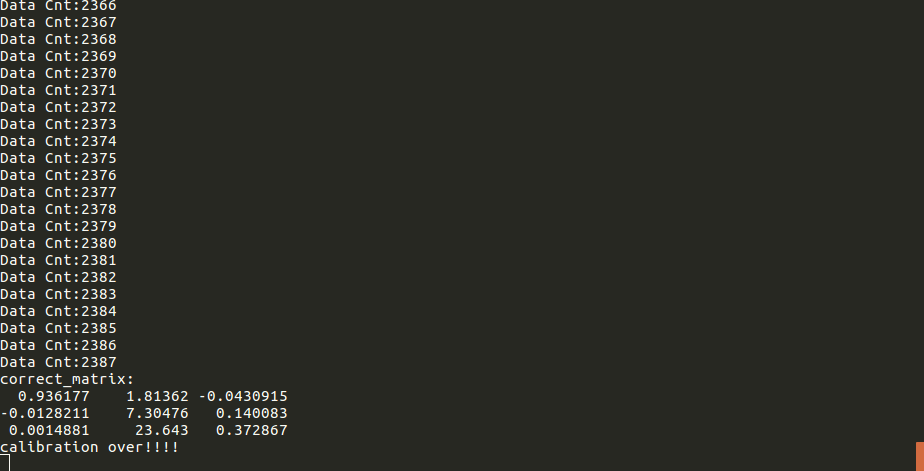 Data Cnt:2366
Data Cnt:2367
Data Cnt:2368
Data Cnt:2369
Data Cnt:2370
Data Cnt:2371
Data Cnt:2372
Data Cnt:2373
Data Cnt:2374
Data Cnt:2375
Data Cnt:2376
Data Cnt:2377
Data Cnt:2378
Data Cnt:2379
Data Cnt:2380
Data Cnt:2381
Data Cnt:2382
Data Cnt:2383
Data Cnt:2384
Data Cnt:2385
Data Cnt:2386
Data Cnt:2387
correct_matrix:
  0.936177    1.81362 -0.0430915
-0.0128211    7.30476   0.140083
 0.0014881     23.643   0.372867
calibration over!!!!